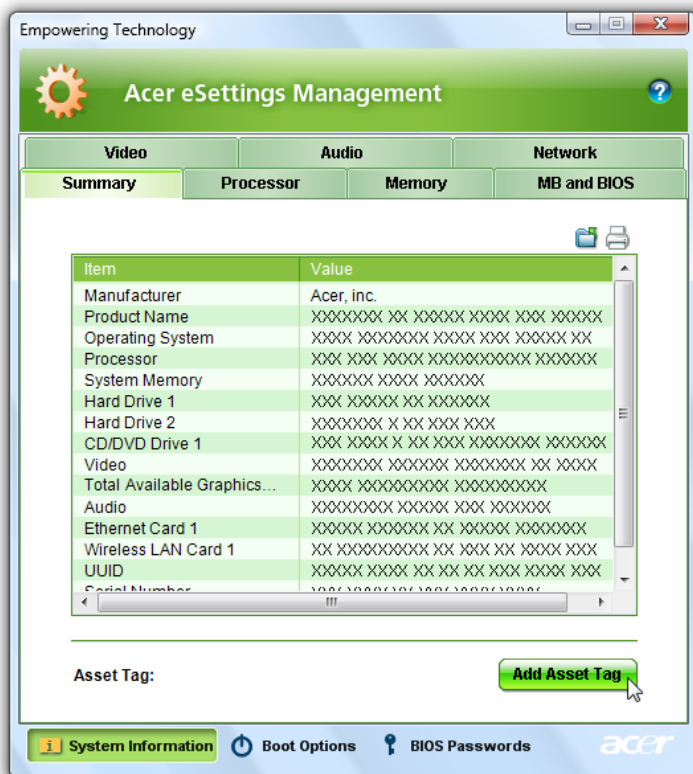 Empowering Technology
Acer eSettings Management
Video Audio Network
Summary Processor Memory MB and BIOS
Item Value
Manufacturer Acer, inc.
Product Name XXXXXXX XX XXXXX XXXX XXX XXXXX
Operating System XXXX XXXXXXX XXXX XXX XXXXX XX
Processor XXX XXX XXXX XXXXXXXXXX XXXXXX
System Memory XXXXXX XXXX XXXXXX
Hard Drive 1 XXX XXXXX XX XXXXXX
Hard Drive 2 XXXXXXX X XX XXX XXX
CD/DVD Drive 1 XXX XXXX X XX XXX XXXXXXX XXXXXX
Video XXXXXXX XXXXXX XXXXXXX XX XXXX
Total Available Graphics... XXXX XXXXXXXXX XXXXXXXXX
Audio XXXXX XXXXXX XXX XXX XXXXXX
Ethernet Card 1 XXXXX XXXXXX XX XXXXX XXXXXXX
Wireless LAN Card 1 XX XXXXXXXXX XX XXX XX XXXX XXX
UUID XXXXX XXXX XX XX XX XXX XXXX XXX
Serial Number
Asset Tag: Add Asset Tag
System Information Boot Options BIOS Passwords acer